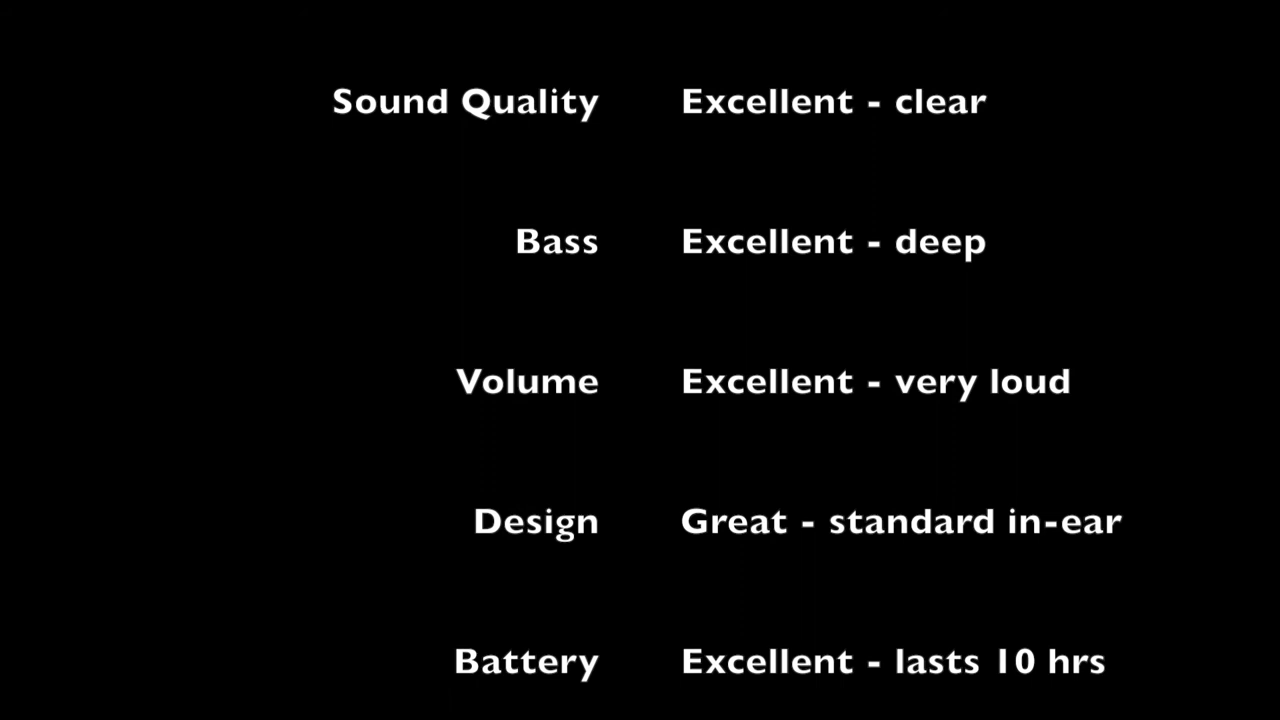 Sound Quality Excellent - clear
Bass Excellent - deep
Volume Excellent - very loud
Design Great - standard in-ear
Battery Excellent - lasts 10 hrs